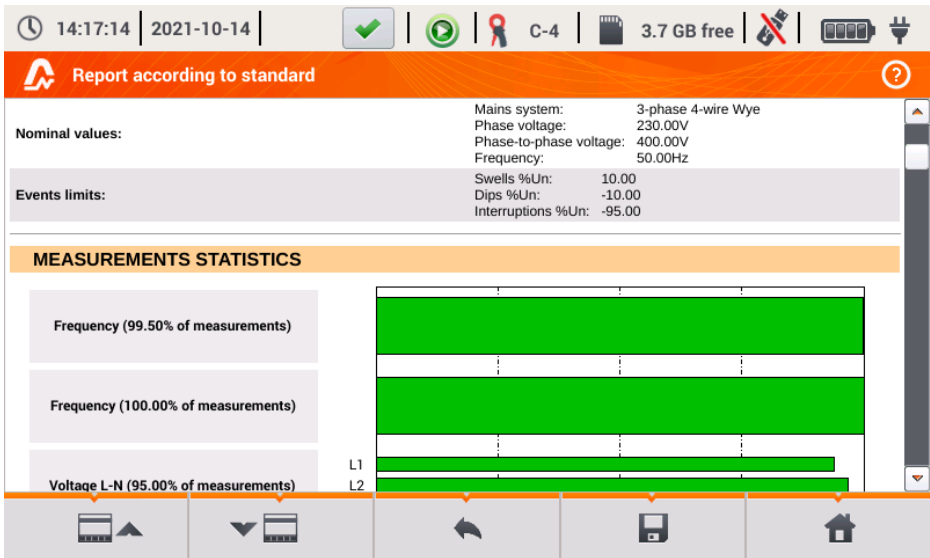 14:17:14 2021-10-14 C-4 3.7 GB free
Report according to standard ?
Nominal values:
Mains system: 3-phase 4-wire Wye
Phase voltage: 230.00V
Phase-to-phase voltage: 400.00V
Frequency: 50.00Hz
Events limits:
Swells %Un: 10.00
Dips %Un: -10.00
Interruptions %Un: -95.00
MEASUREMENTS STATISTICS
Frequency (99.50% of measurements)
Frequency (100.00% of measurements)
L1
Voltage L-N (95.00% of measurements) L2